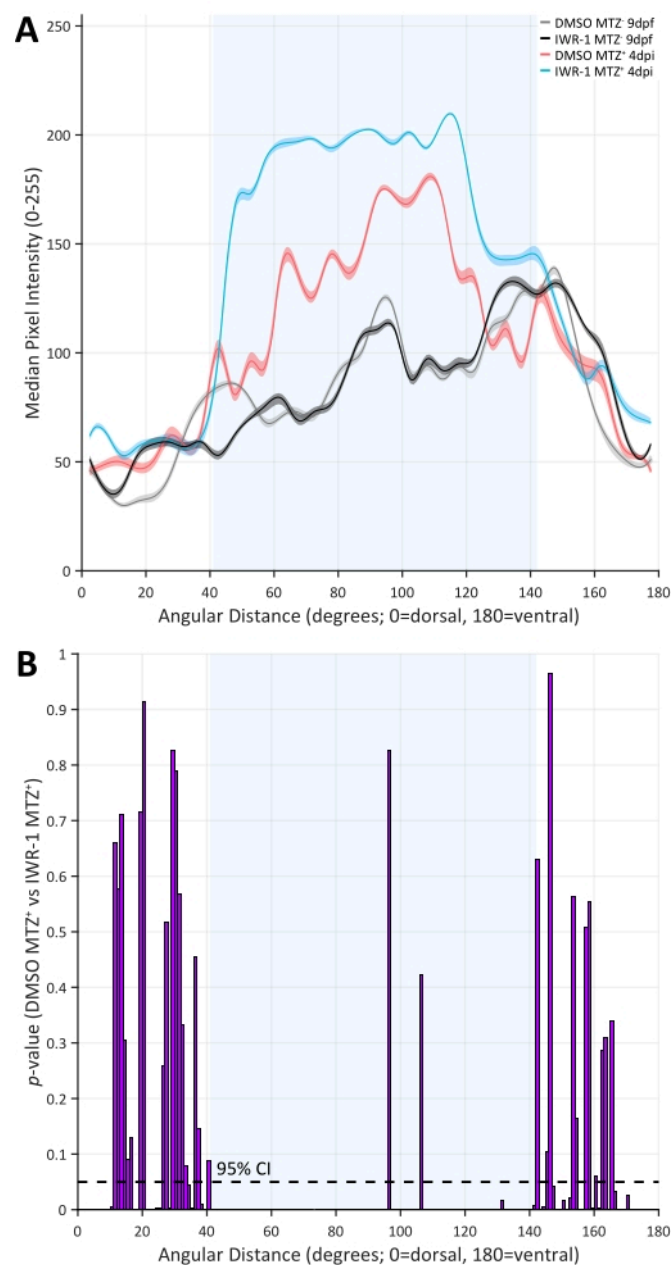 A
DMSO MTZ⁻ 9dpf
IWR-1 MTZ⁻ 9dpf
DMSO MTZ⁺ 4dpi
IWR-1 MTZ⁺ 4dpi
Median Pixel Intensity (0-255)
250
200
150
100
50
0
0 20 40 60 80 100 120 140 160 180
Angular Distance (degrees; 0=dorsal, 180=ventral)
B
p-value (DMSO MTZ⁺ vs IWR-1 MTZ⁺)
1
0.9
0.8
0.7
0.6
0.5
0.4
0.3
0.2
0.1
0
95% CI
0 20 40 60 80 100 120 140 160 180
Angular Distance (degrees; 0=dorsal, 180=ventral)